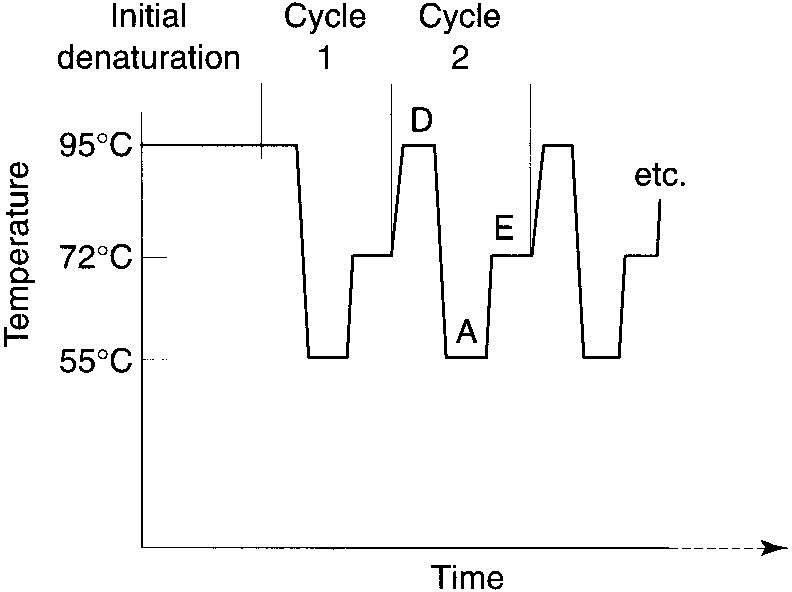 Initial
denaturation
Cycle
1
Cycle
2
D
95°C
etc.
E
72°C
Temperature
A
55°C
Time